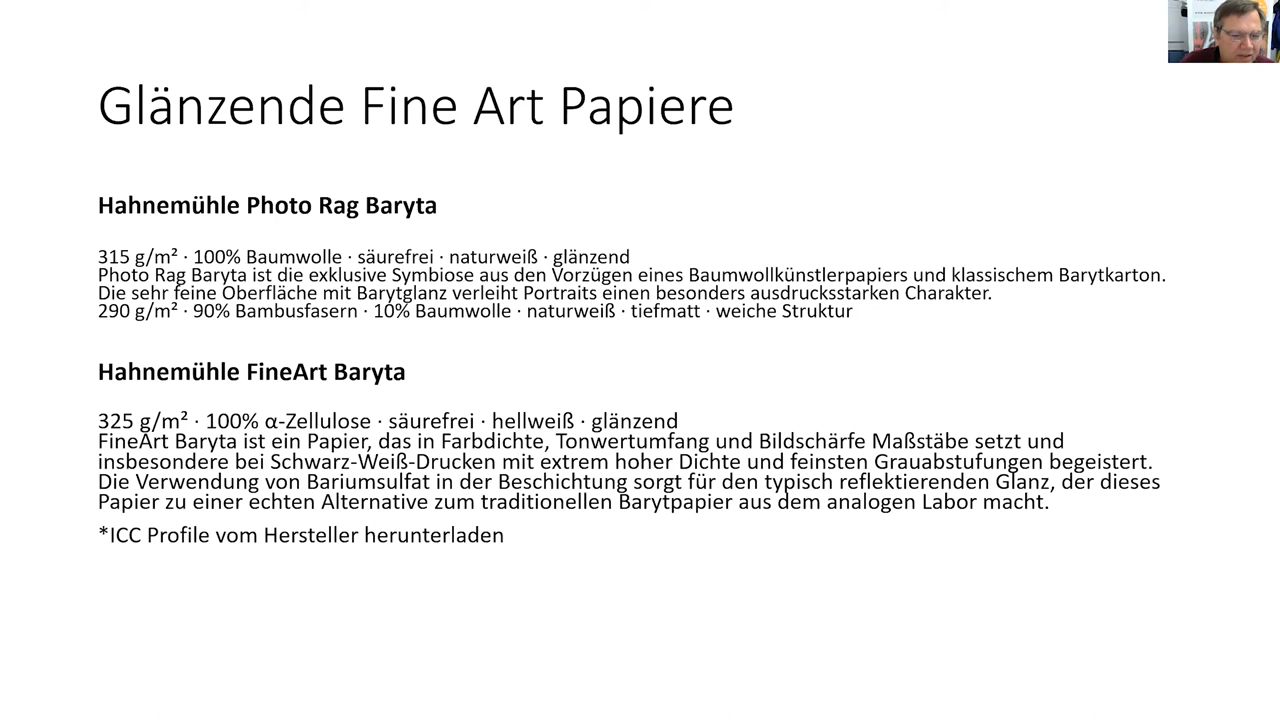 Glänzende Fine Art Papiere
Hahnemühle Photo Rag Baryta
315 g/m² · 100% Baumwolle · säurefrei · naturweiß · glänzend
Photo Rag Baryta ist die exklusive Symbiose aus den Vorzügen eines Baumwollkünstlerpapiers und klassischem Barytkarton.
Die sehr feine Oberfläche mit Barytglanz verleiht Portraits einen besonders ausdrucksstarken Charakter.
290 g/m² · 90% Bambusfasern · 10% Baumwolle · naturweiß · tiefmatt · weiche Struktur
Hahnemühle FineArt Baryta
325 g/m² · 100% α-Zellulose · säurefrei · hellweiß · glänzend
FineArt Baryta ist ein Papier, das in Farbdichte, Tonwertumfang und Bildschärfe Maßstäbe setzt und
insbesondere bei Schwarz-Weiß-Drucken mit extrem hoher Dichte und feinsten Grauabstufungen begeistert.
Die Verwendung von Bariumsulfat in der Beschichtung sorgt für den typisch reflektierenden Glanz, der dieses
Papier zu einer echten Alternative zum traditionellen Barytpapier aus dem analogen Labor macht.
*ICC Profile vom Hersteller herunterladen